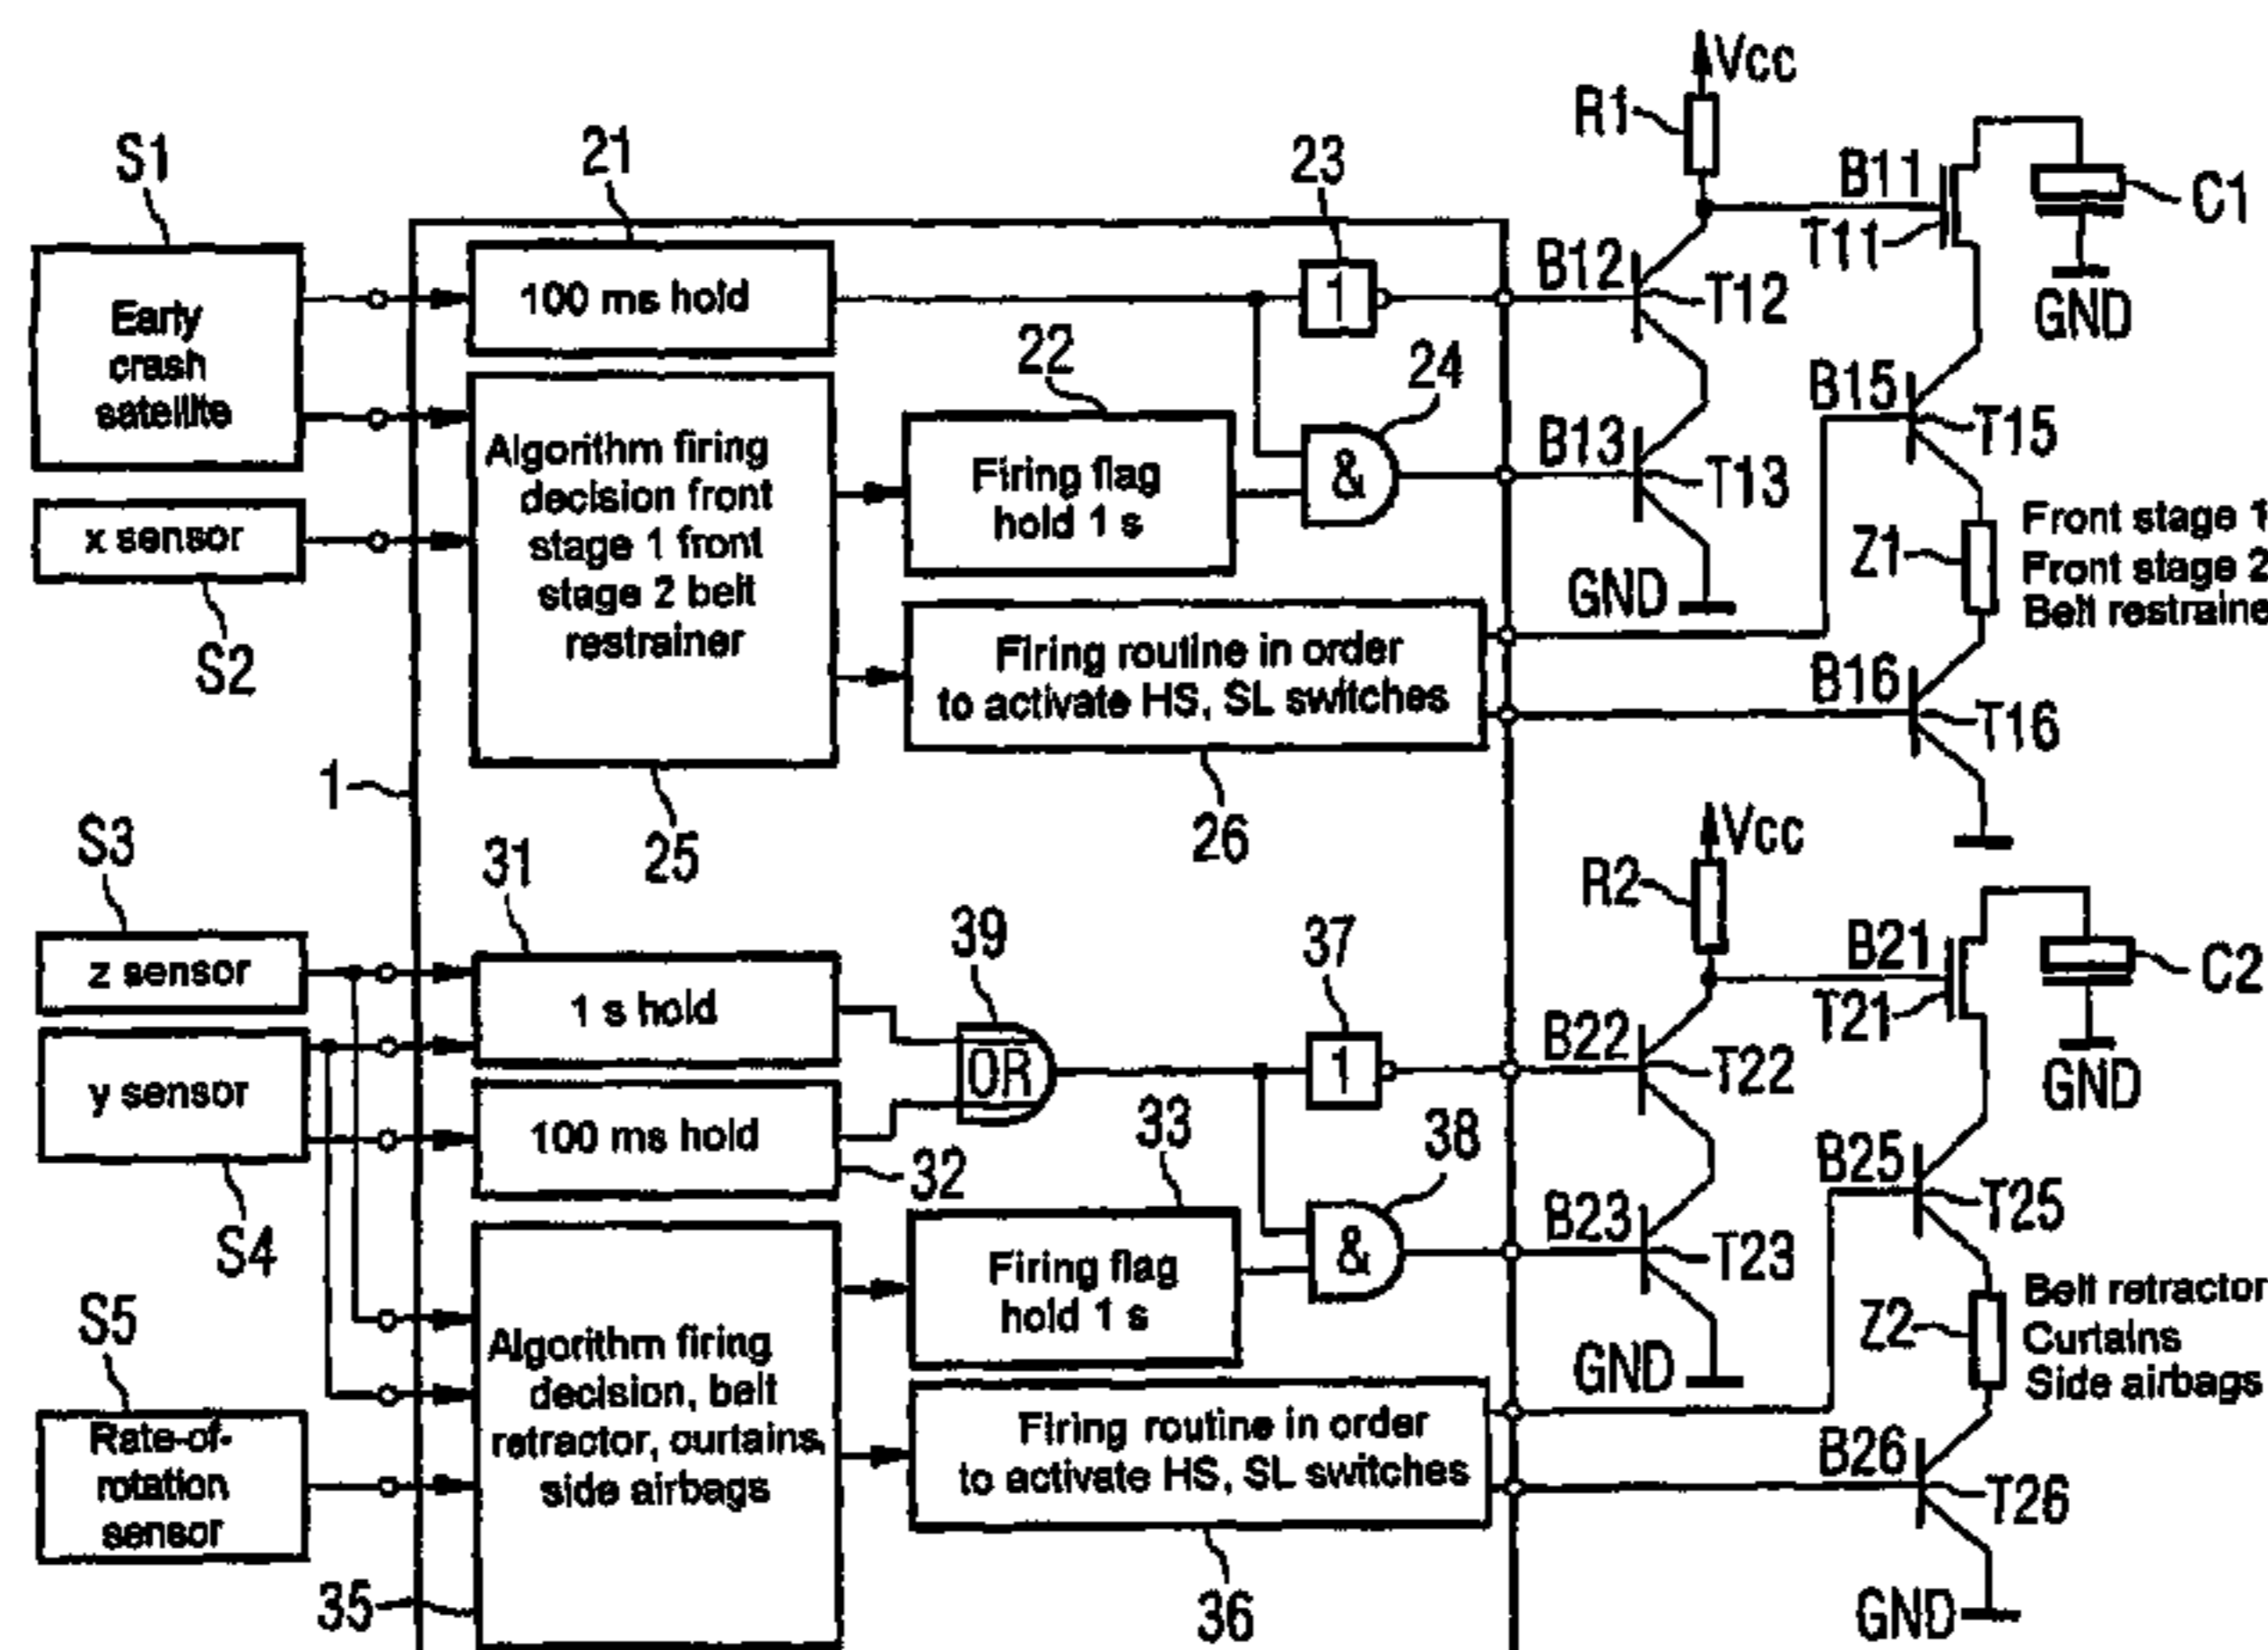 Vcc
R1
S1
21
23
B11
C1
T11
B12
Early
crash
satellite
100 ms hold
1
T12
GND
22
24
B15
T15
Algorithm firing
decision front
stage 1 front
stage 2 belt
restrainer
Firing flag
hold 1 s
&
B13
T13
x sensor
Z1
Front stage 1
Front stage 2
GND
S2
Firing routine in order
to activate HS, SL switches
B16
T16
1
25
26
Vcc
S3
31
R2
39
37
B21
C2
z sensor
1 s hold
T21
OR
1
B22
T22
y sensor
GND
100 ms hold
32
33
38
B25
T25
S4
Firing flag
hold 1 s
&
B23
T23
S5
Algorithm firing
decision, belt
retractor, curtains,
side airbags
Z2
Belt retractor
Curtains
Side airbags
GND
Rate-of-
rotation
sensor
Firing routine in order
to activate HS, SL switches
B26
T26
35
36
GND